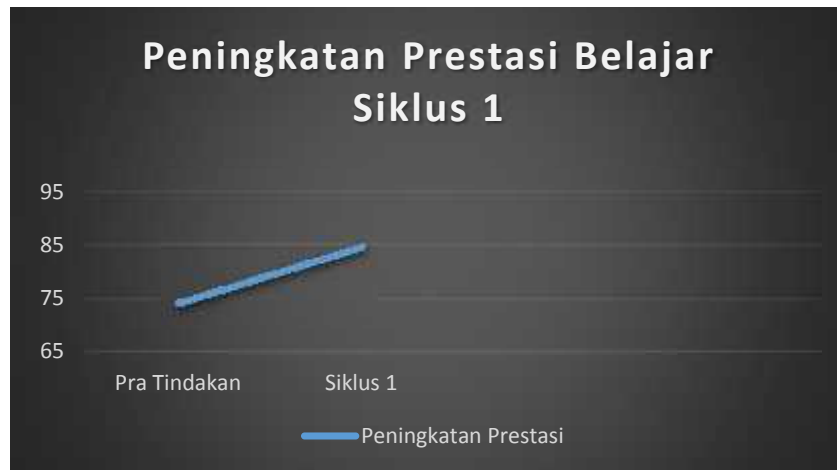 Peningkatan Prestasi Belajar
Siklus 1
95
85
75
65
Pra Tindakan
Siklus 1
Peningkatan Prestasi